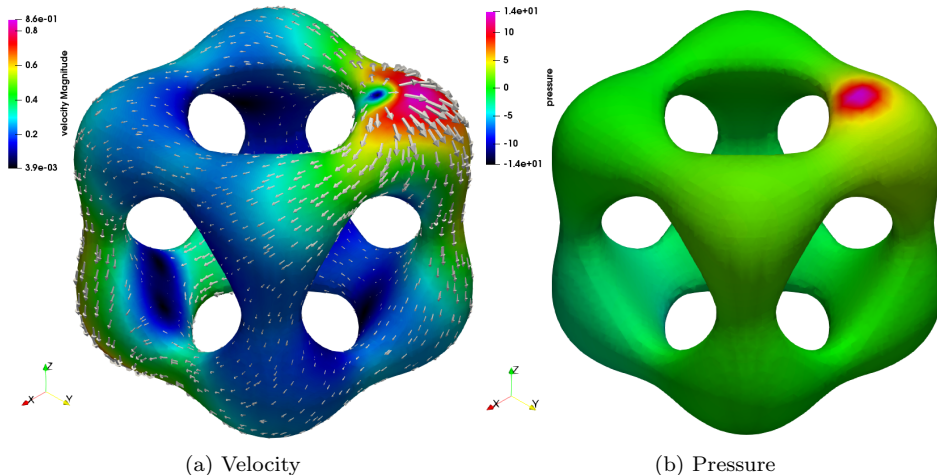 8.6e-01
0.8
0.6
0.4
0.2
3.9e-03
velocity Magnitude
X
Y
Z
(a) Velocity
1.4e+01
10
5
0
-5
-10
-1.4e+01
pressure
X
Y
Z
(b) Pressure